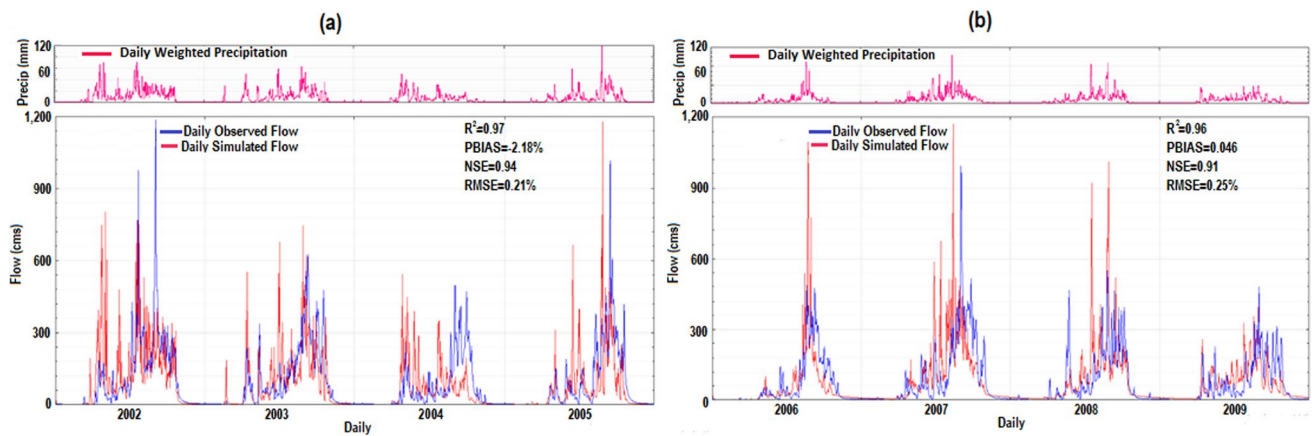 (a)
Precip (mm)
120
60
0
Daily Weighted Precipitation
Flow (cms)
1,200
900
600
300
0
Daily Observed Flow
Daily Simulated Flow
R²=0.97
PBIAS=-2.18%
NSE=0.94
RMSE=0.21%
2002 2003 2004 2005
Daily
(b)
Precip (mm)
120
60
0
Daily Weighted Precipitation
Flow (cms)
1,200
900
600
300
0
Daily Observed Flow
Daily Simulated Flow
R²=0.96
PBIAS=0.046
NSE=0.91
RMSE=0.25%
2006 2007 2008 2009
Daily